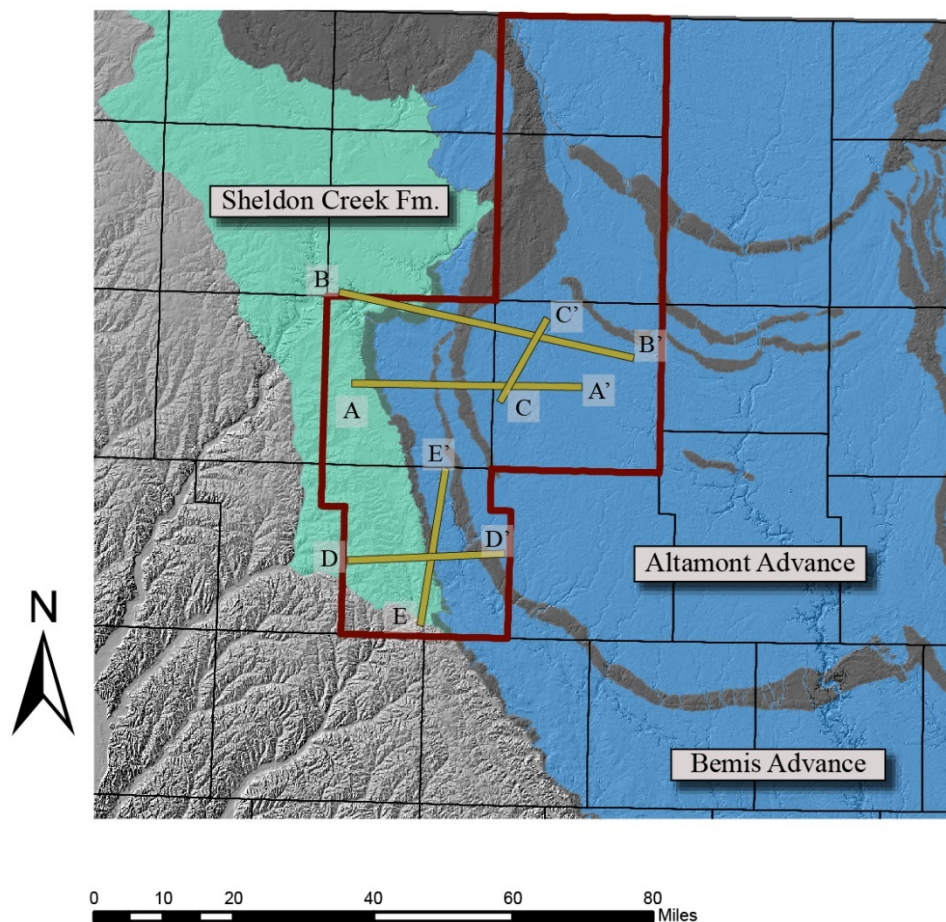 Sheldon Creek Fm.
B
C'
B'
A
C
A'
E'
D
D'
Altamont Advance
E
N
Bemis Advance
0 10 20 40 60 80
Miles